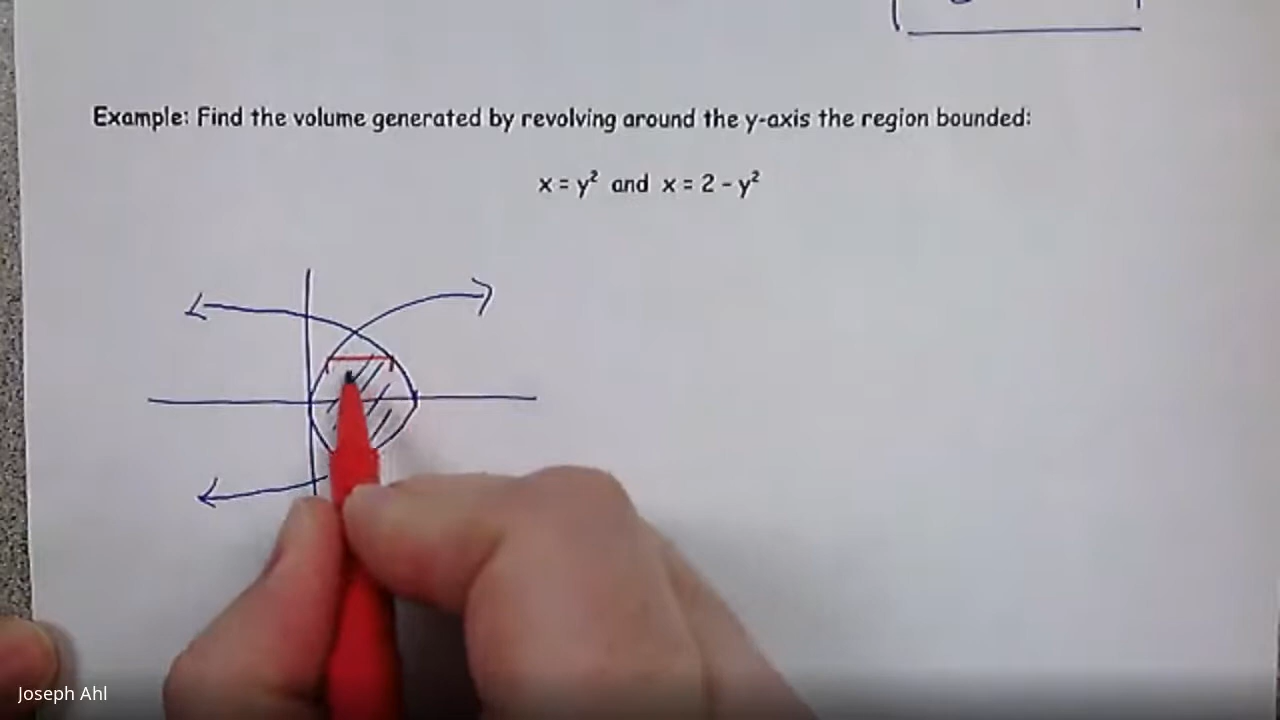 Example: Find the volume generated by revolving around the y-axis the region bounded:
x = y² and x = 2 - y²
Joseph Ahl